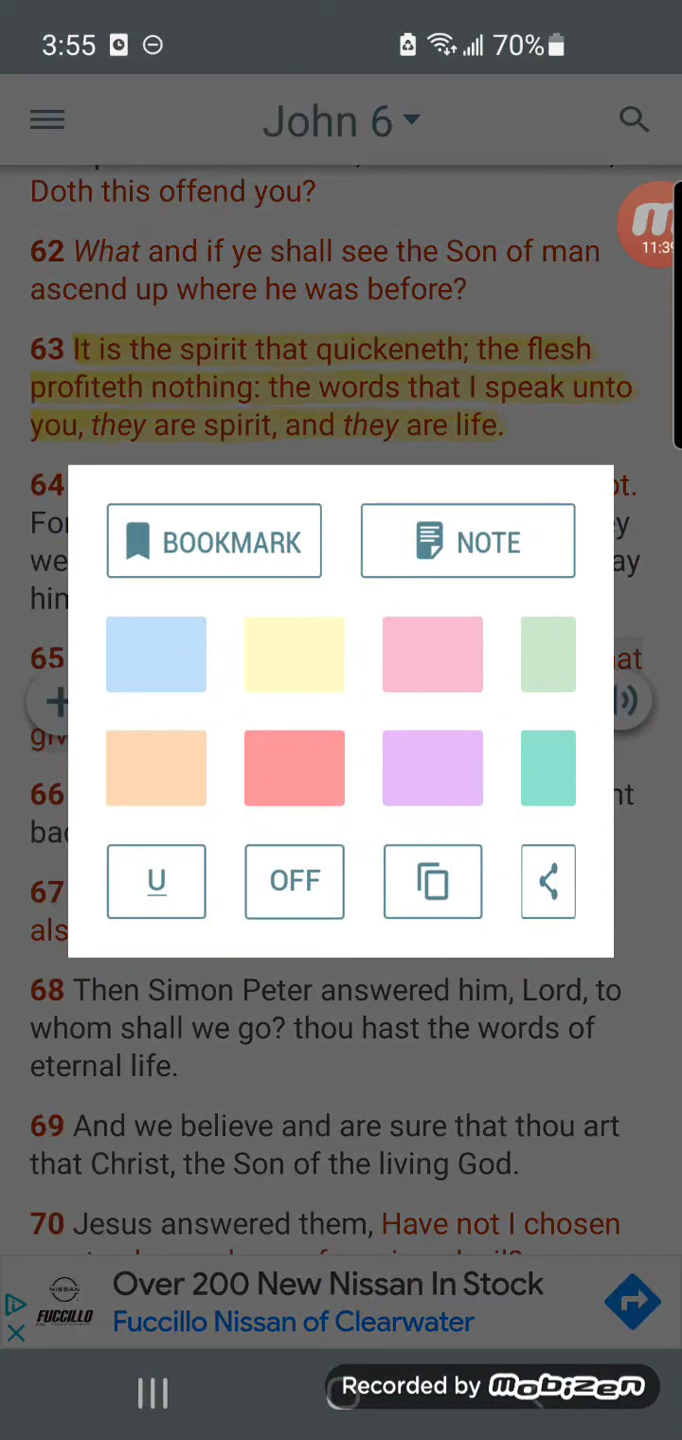 3:55
70%
John 6
Doth this offend you?
62 What and if ye shall see the Son of man
ascend up where he was before?
11:39
63 It is the spirit that quickeneth; the flesh
profiteth nothing: the words that I speak unto
you, they are spirit, and they are life.
64
For
we
him
65
66
67
BOOKMARK
NOTE
U
OFF
68 Then Simon Peter answered him, Lord, to
whom shall we go? thou hast the words of
eternal life.
69 And we believe and are sure that thou art
that Christ, the Son of the living God.
70 Jesus answered them, Have not I chosen
NISSAN
FUCCILLO
Over 200 New Nissan In Stock
Fuccillo Nissan of Clearwater
Recorded by mobizen